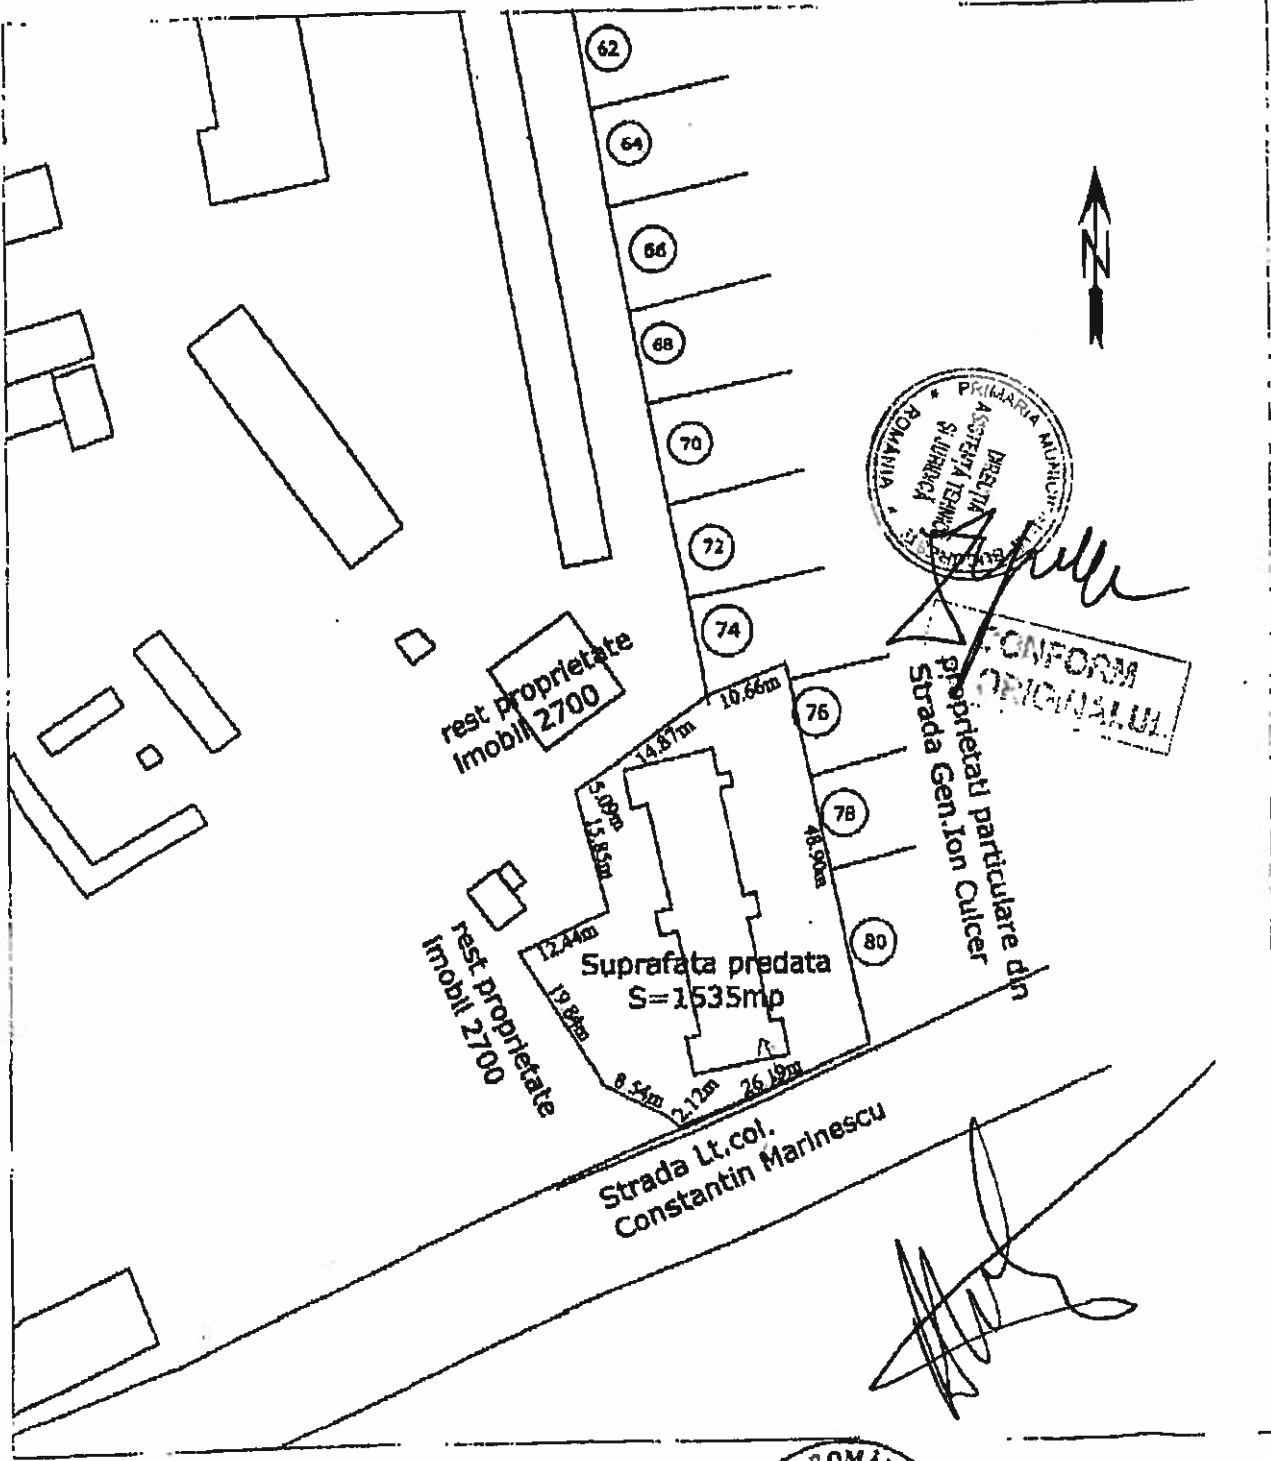 62
64
66
68
70
72
74
76
78
80
N
PRIMARIA
ROMANIA
DIRECTIA
ASISTENTA TEHNICA
SI JURIDICA
CONFORM
ORIGINALUL
proprietati particulare din
Strada Gen.Ion Culcer
rest proprietate
Imobil 2700
10.66m
14.87m
5.09m
15.85m
48.90m
12.44m
19.84m
8.54m
2.12m
26.19m
Suprafata predata
S=1535mp
rest proprietate
Imobil 2700
Strada Lt.col.
Constantin Marinescu